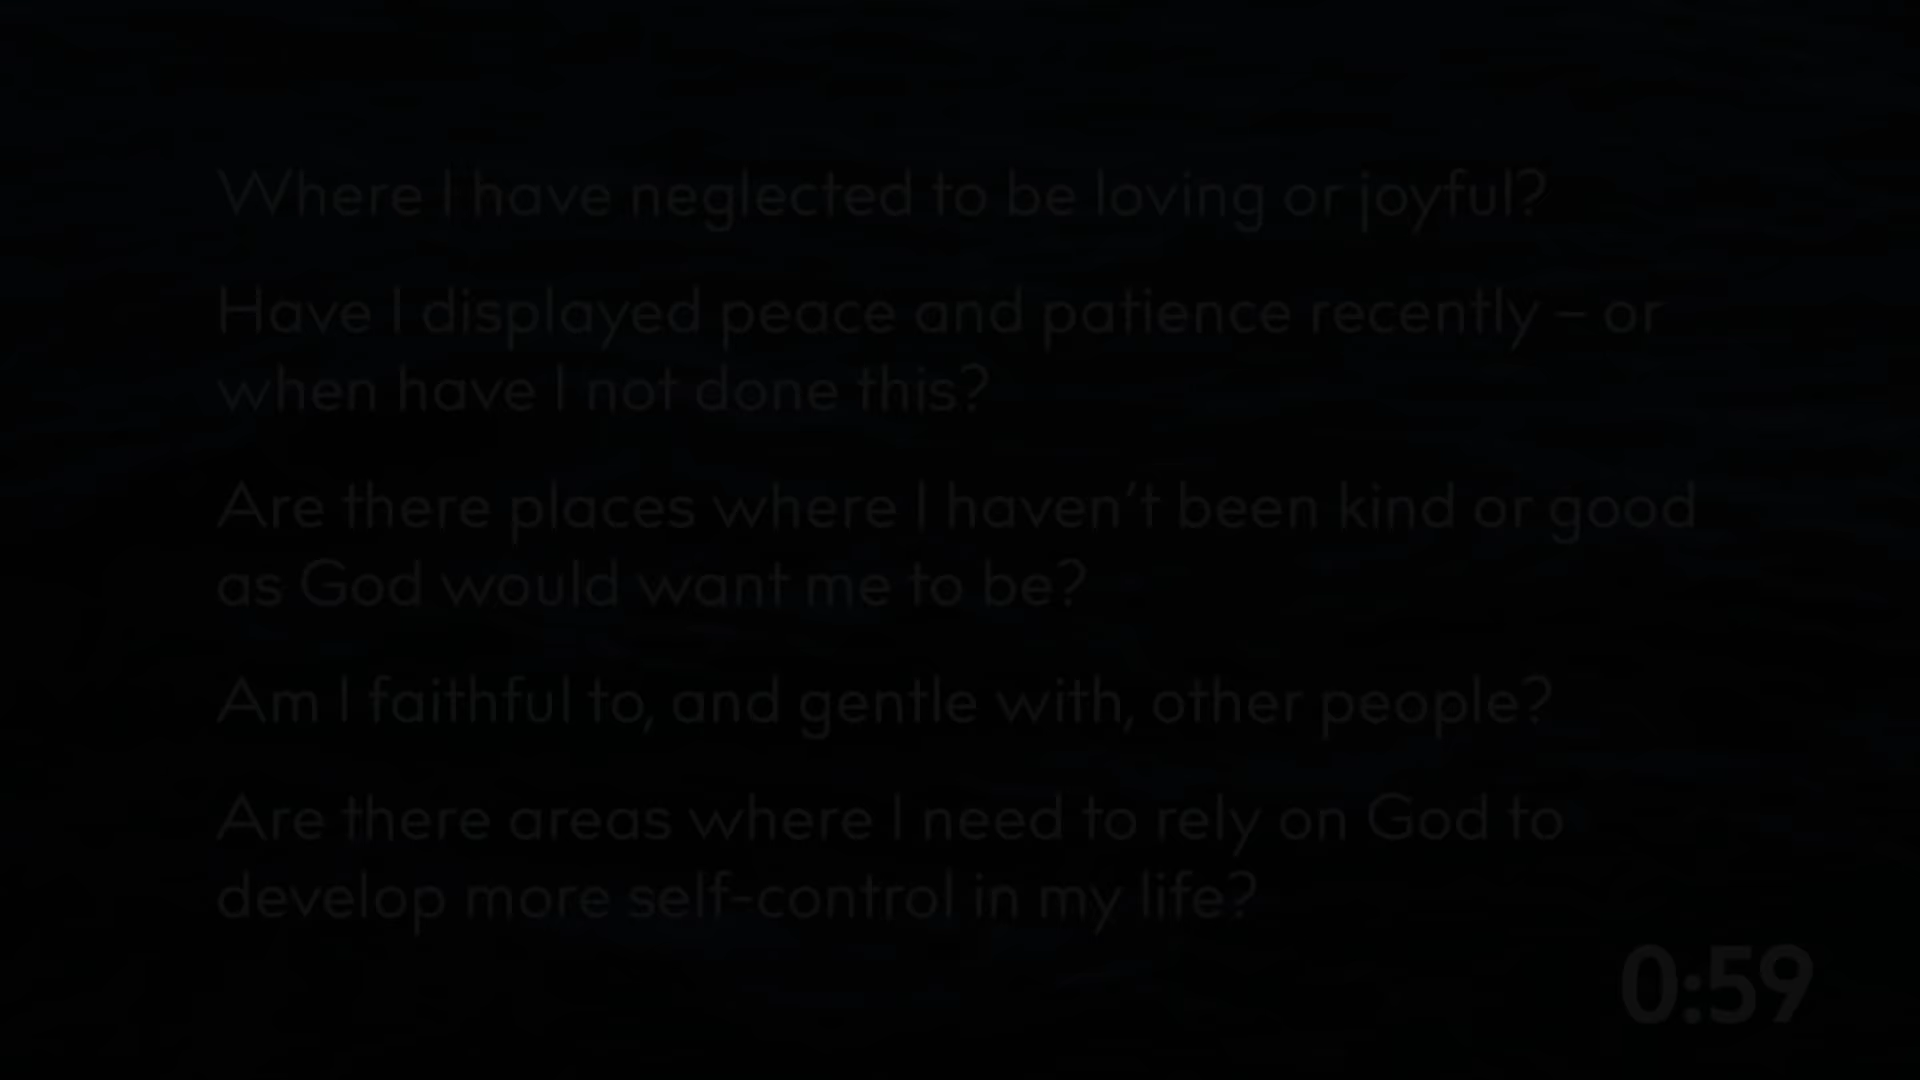 Where I have neglected to be loving or joyful?
Have I displayed peace and patience recently – or
when have I not done this?
Are there places where I haven’t been kind or good
as God would want me to be?
Am I faithful to, and gentle with, other people?
Are there areas where I need to rely on God to
develop more self-control in my life?
0:59